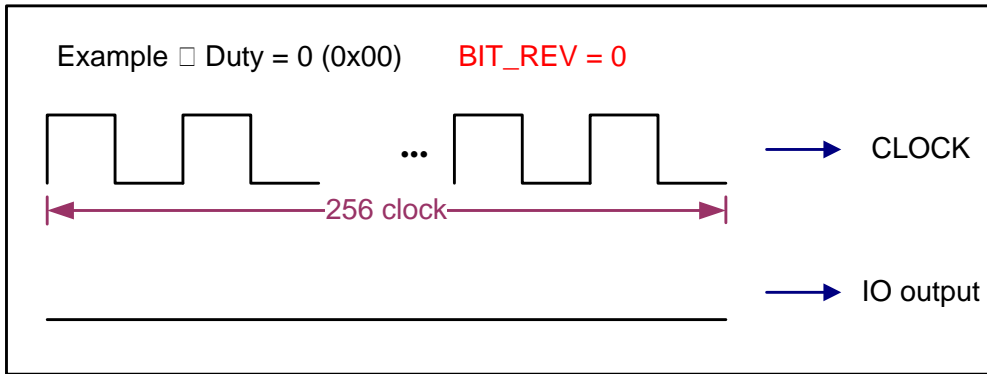 Example □ Duty = 0 (0x00) BIT_REV = 0
... CLOCK
256 clock
IO output